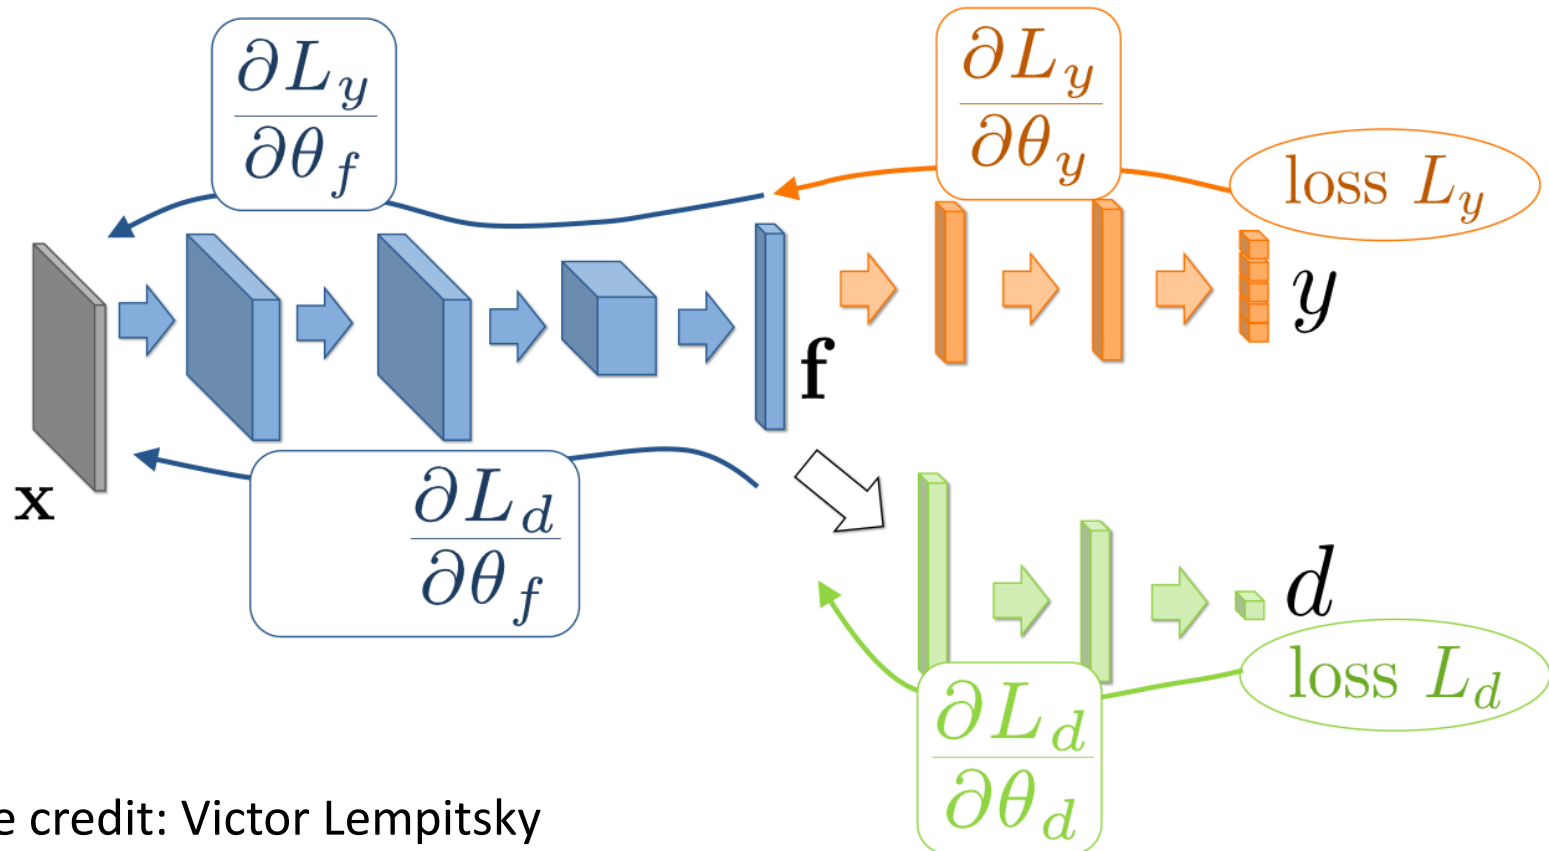 ∂L_y
∂θ_f
∂L_y
∂θ_y
loss L_y
y
f
x
∂L_d
∂θ_f
d
loss L_d
∂L_d
∂θ_d
e credit: Victor Lempitsky